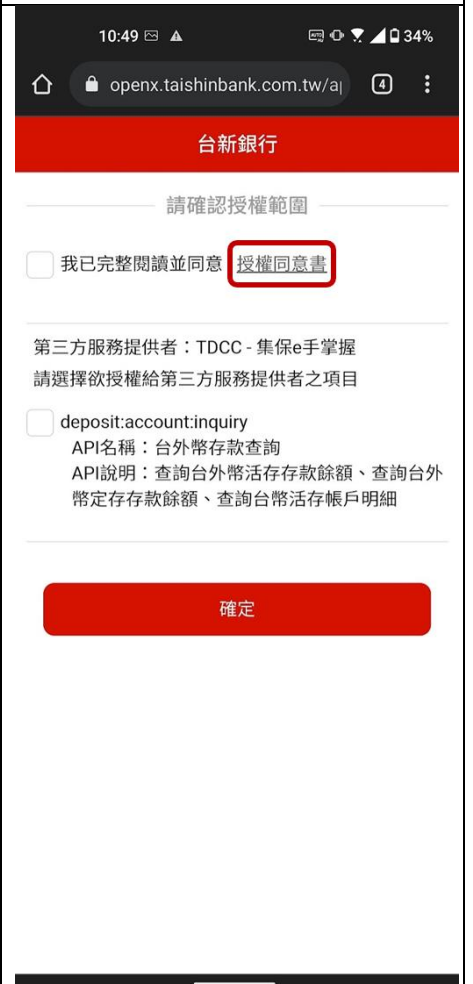 10:49 34%
openx.taishinbank.com.tw/a 4
台新銀行
請確認授權範圍
我已完整閱讀並同意 授權同意書
第三方服務提供者：TDCC - 集保e手掌握
請選擇欲授權給第三方服務提供者之項目
deposit:account:inquiry
API名稱：台外幣存款查詢
API說明：查詢台外幣活存存款餘額、查詢台外
幣定存存款餘額、查詢台幣活存帳戶明細
確定